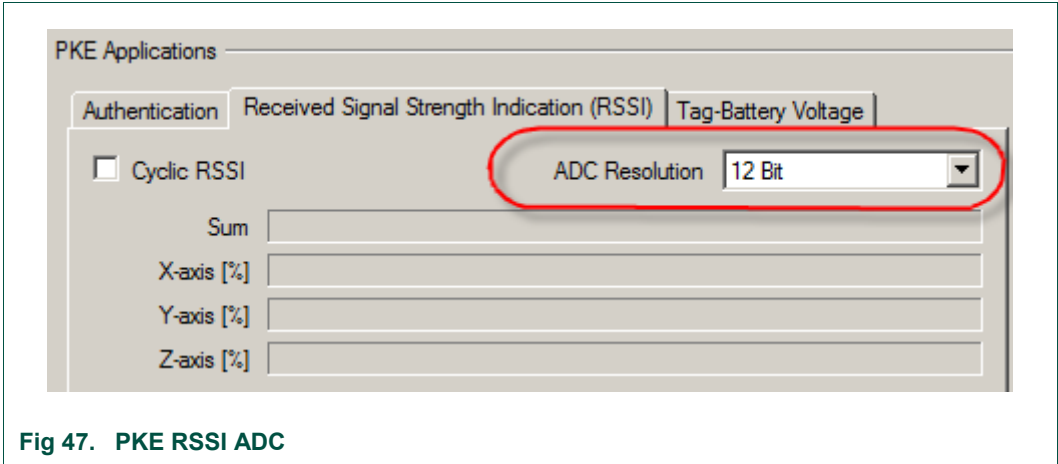 PKE Applications
Authentication Received Signal Strength Indication (RSSI) Tag-Battery Voltage
Cyclic RSSI ADC Resolution 12 Bit
Sum
X-axis [%]
Y-axis [%]
Z-axis [%]
Fig 47. PKE RSSI ADC